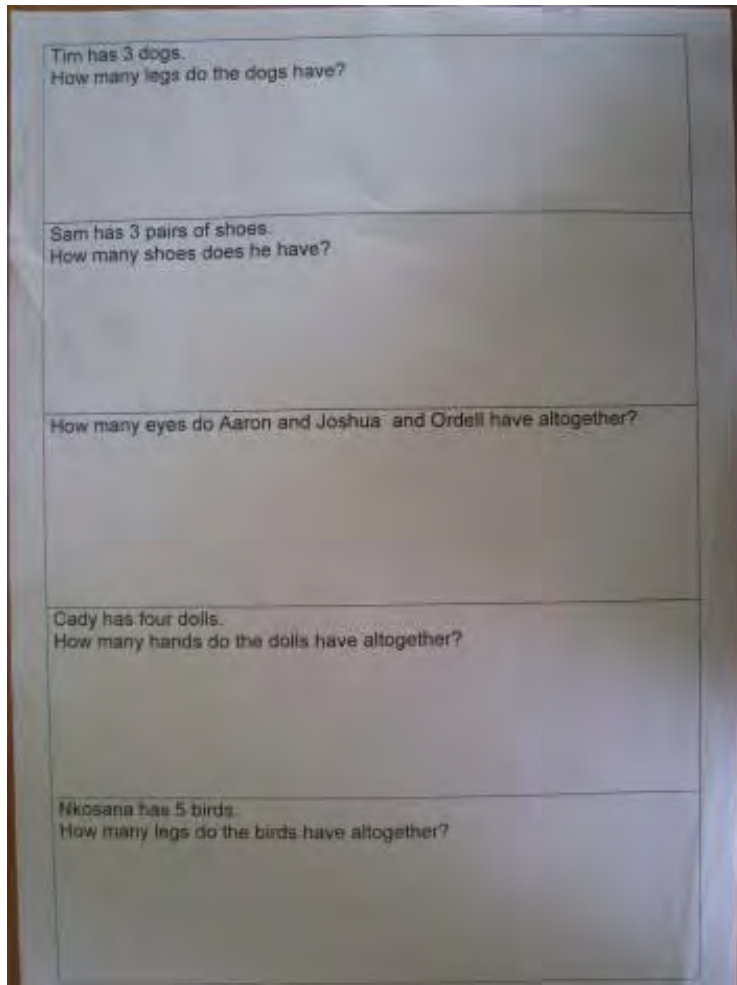 Tim has 3 dogs.
How many legs do the dogs have?
Sam has 3 pairs of shoes.
How many shoes does he have?
How many eyes do Aaron and Joshua and Ordell have altogether?
Cady has four dolls.
How many hands do the dolls have altogether?
Nkosana has 5 birds.
How many legs do the birds have altogether?